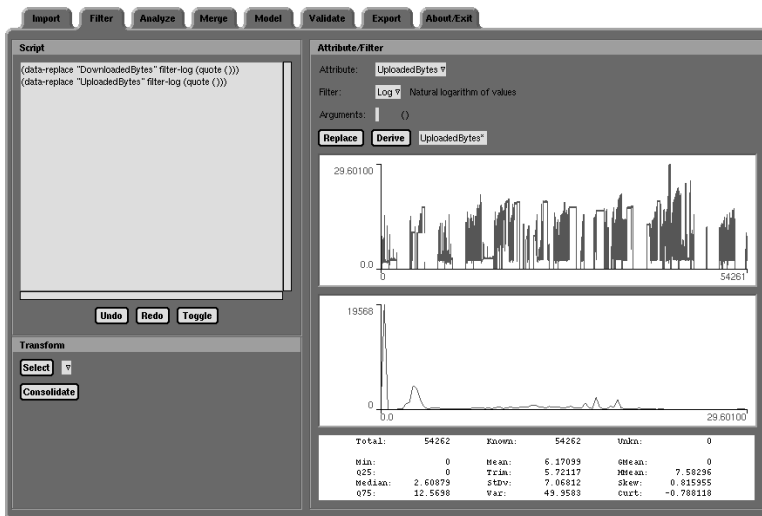 Import Filter Analyze Merge Model Validate Export About/Exit
Script
(data-replace "DownloadedBytes" filter-log (quote ()))
(data-replace "UploadedBytes" filter-log (quote ()))
Undo Redo Toggle
Transform
Select
Consolidate
Attribute/Filter
Attribute: UploadedBytes
Filter: Log Natural logarithm of values
Arguments: ()
Replace Derive UploadedBytes*
29.60100
0.0
0 54261
19568
0
0.0 29.60100
Total: 54262 Known: 54262 Unkn: 0
Min: 0 Mean: 6.17099 GMean: 0
Q25: 0 Trim: 5.72117 HMean: 7.58296
Median: 2.60879 StDv: 7.06812 Skew: 0.815955
Q75: 12.5698 Var: 49.9583 Curt: -0.788118